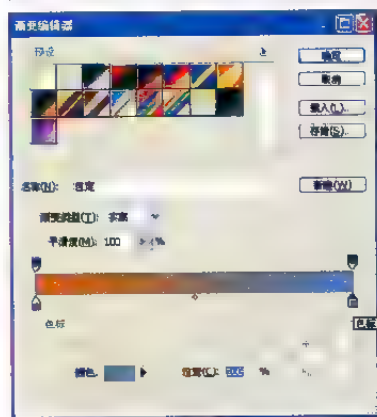 渐变编辑器
预设
确定
取消
载入(L)...
存储(S)...
名称(N): 自定
新建(W)
渐变类型(T): 实底
平滑度(M): 100 %
色标
色标
颜色:
位置(C): 100 %